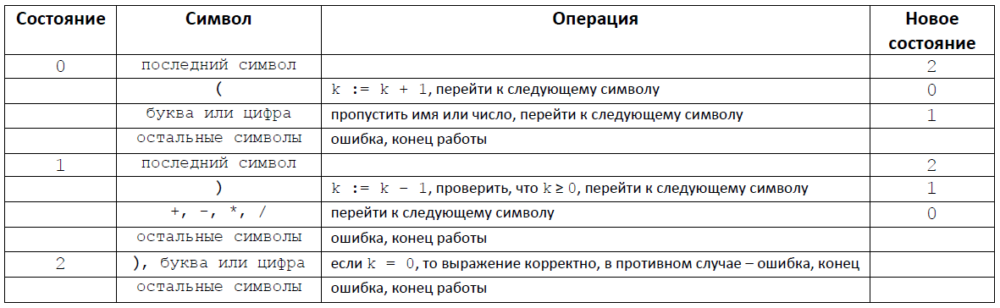 Состояние Символ Операция Новое
состояние
0 последний символ 2
( k := k + 1, перейти к следующему символу 0
буква или цифра пропустить имя или число, перейти к следующему символу 1
остальные символы ошибка, конец работы
1 последний символ 2
) k := k - 1, проверить, что k ≥ 0, перейти к следующему символу 1
+, -, *, / перейти к следующему символу 0
остальные символы ошибка, конец работы
2 ), буква или цифра если k = 0, то выражение корректно, в противном случае – ошибка, конец
остальные символы ошибка, конец работы